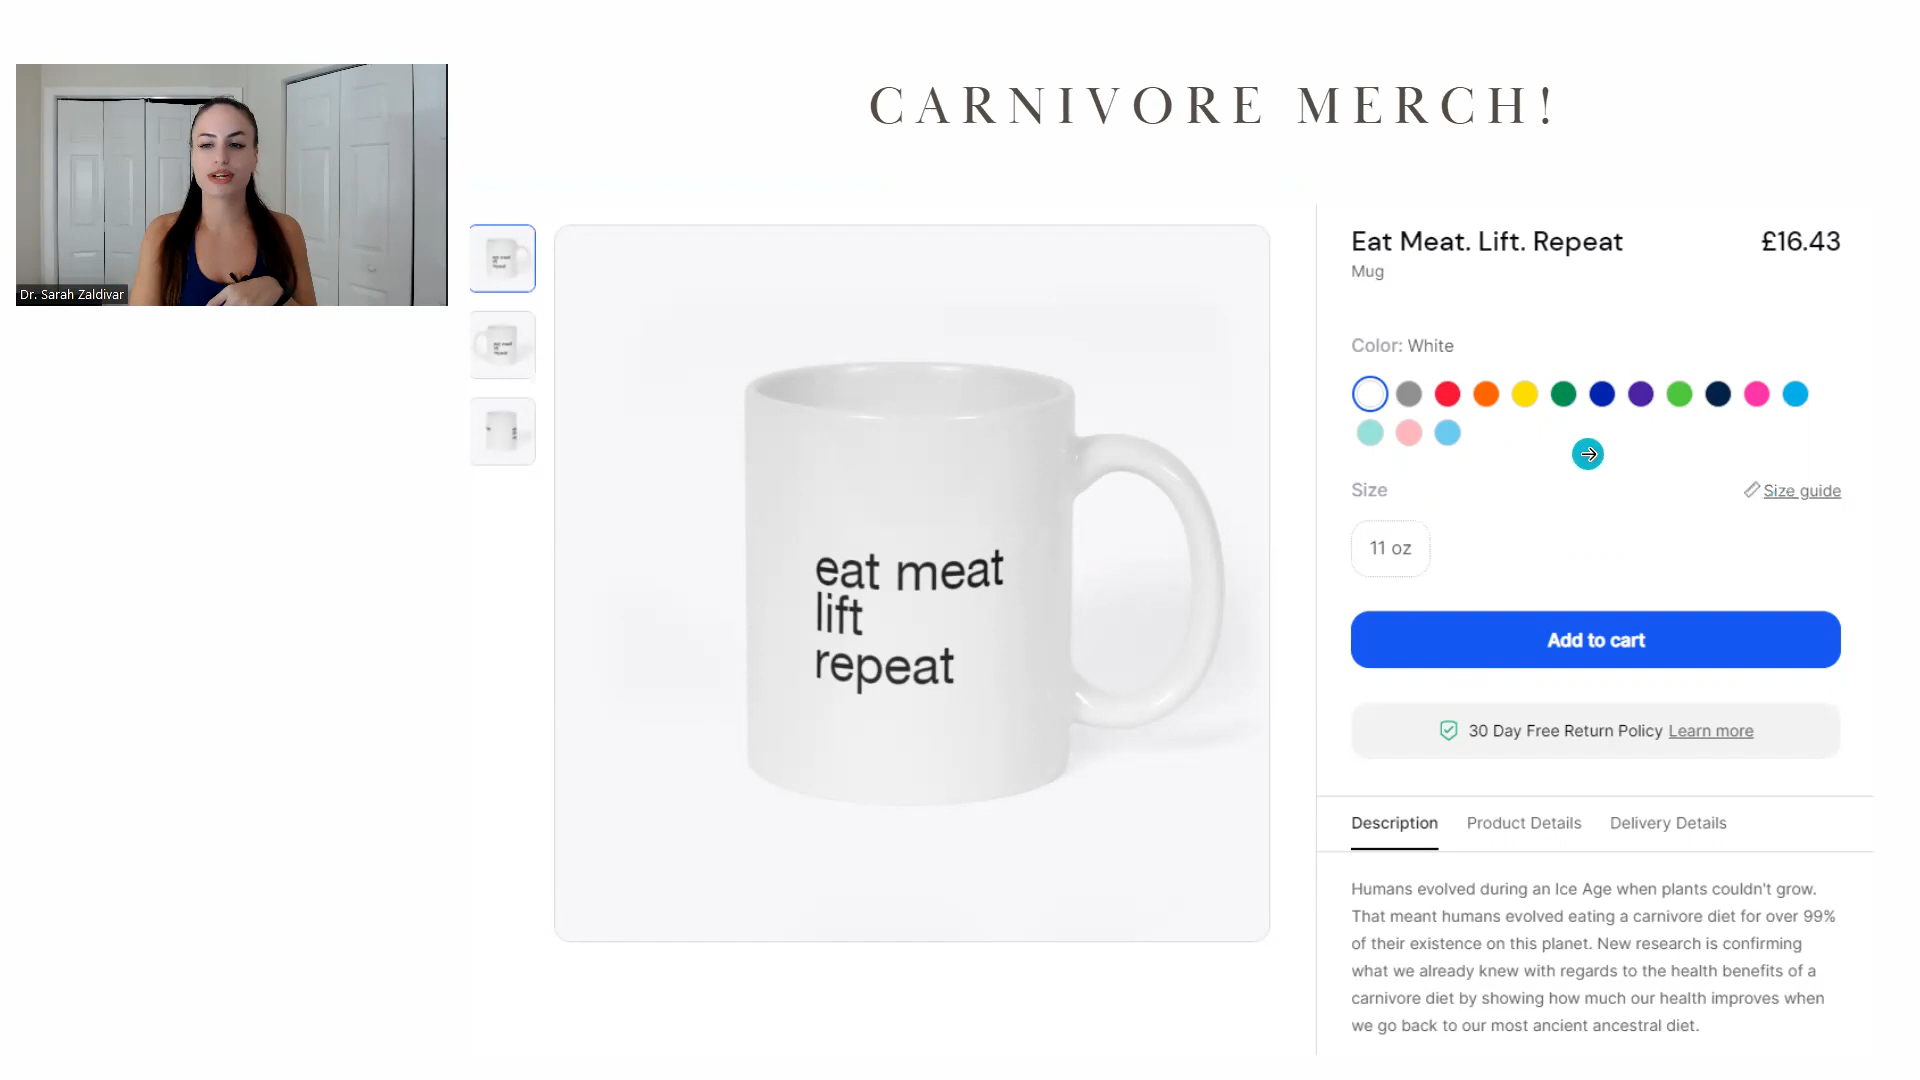 CARNIVORE MERCH!
Dr. Sarah Zaldivar
eat meat
lift
repeat
Eat Meat. Lift. Repeat
£16.43
Mug
Color: White
Size
Size guide
11 oz
Add to cart
30 Day Free Return Policy Learn more
Description
Product Details
Delivery Details
Humans evolved during an Ice Age when plants couldn't grow.
That meant humans evolved eating a carnivore diet for over 99%
of their existence on this planet. New research is confirming
what we already knew with regards to the health benefits of a
carnivore diet by showing how much our health improves when
we go back to our most ancient ancestral diet.